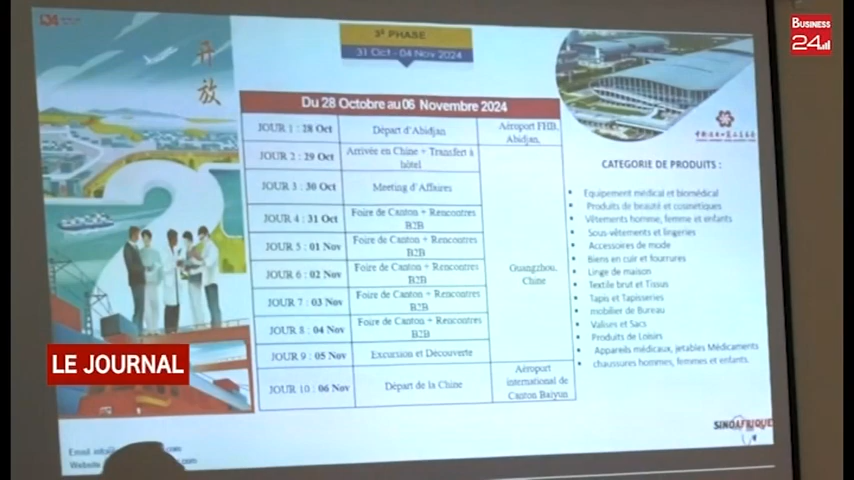 BUSINESS
24
开
放
3ᵉ PHASE
31 Oct - 04 Nov 2024
Du 28 Octobre au 06 Novembre 2024
JOUR 1 : 28 Oct
Départ d'Abidjan
Aéroport FHB,
Abidjan,
JOUR 2 : 29 Oct
Arrivée en Chine + Transfert à
hôtel
JOUR 3 : 30 Oct
Meeting d'Affaires
JOUR 4 : 31 Oct
Foire de Canton + Rencontres
B2B
JOUR 5 : 01 Nov
Foire de Canton + Rencontres
B2B
Guangzhou,
Chine
JOUR 6 : 02 Nov
Foire de Canton + Rencontres
B2B
JOUR 7 : 03 Nov
Foire de Canton + Rencontres
B2B
JOUR 8 : 04 Nov
Foire de Canton + Rencontres
B2B
JOUR 9 : 05 Nov
Excursion et Découverte
JOUR 10 : 06 Nov
Départ de la Chine
Aéroport
international de
Canton Baiyun
CATEGORIE DE PRODUITS :
Equipement médical et biomédical
Produits de beauté et cosmetiques
Vêtements homme, femme et enfants
Sous-vêtements et lingeries
Accessoires de mode
Biens en cuir et fourrures
Linge de maison
Textile brut et Tissus
Tapis et Tapisseries
mobilier de Bureau
Valises et Sacs
Produits de Loisirs
Appareils médicaux, jetables Médicaments
chaussures hommes, femmes et enfants.
SINOAFRIQUE
LE JOURNAL
Email
Website